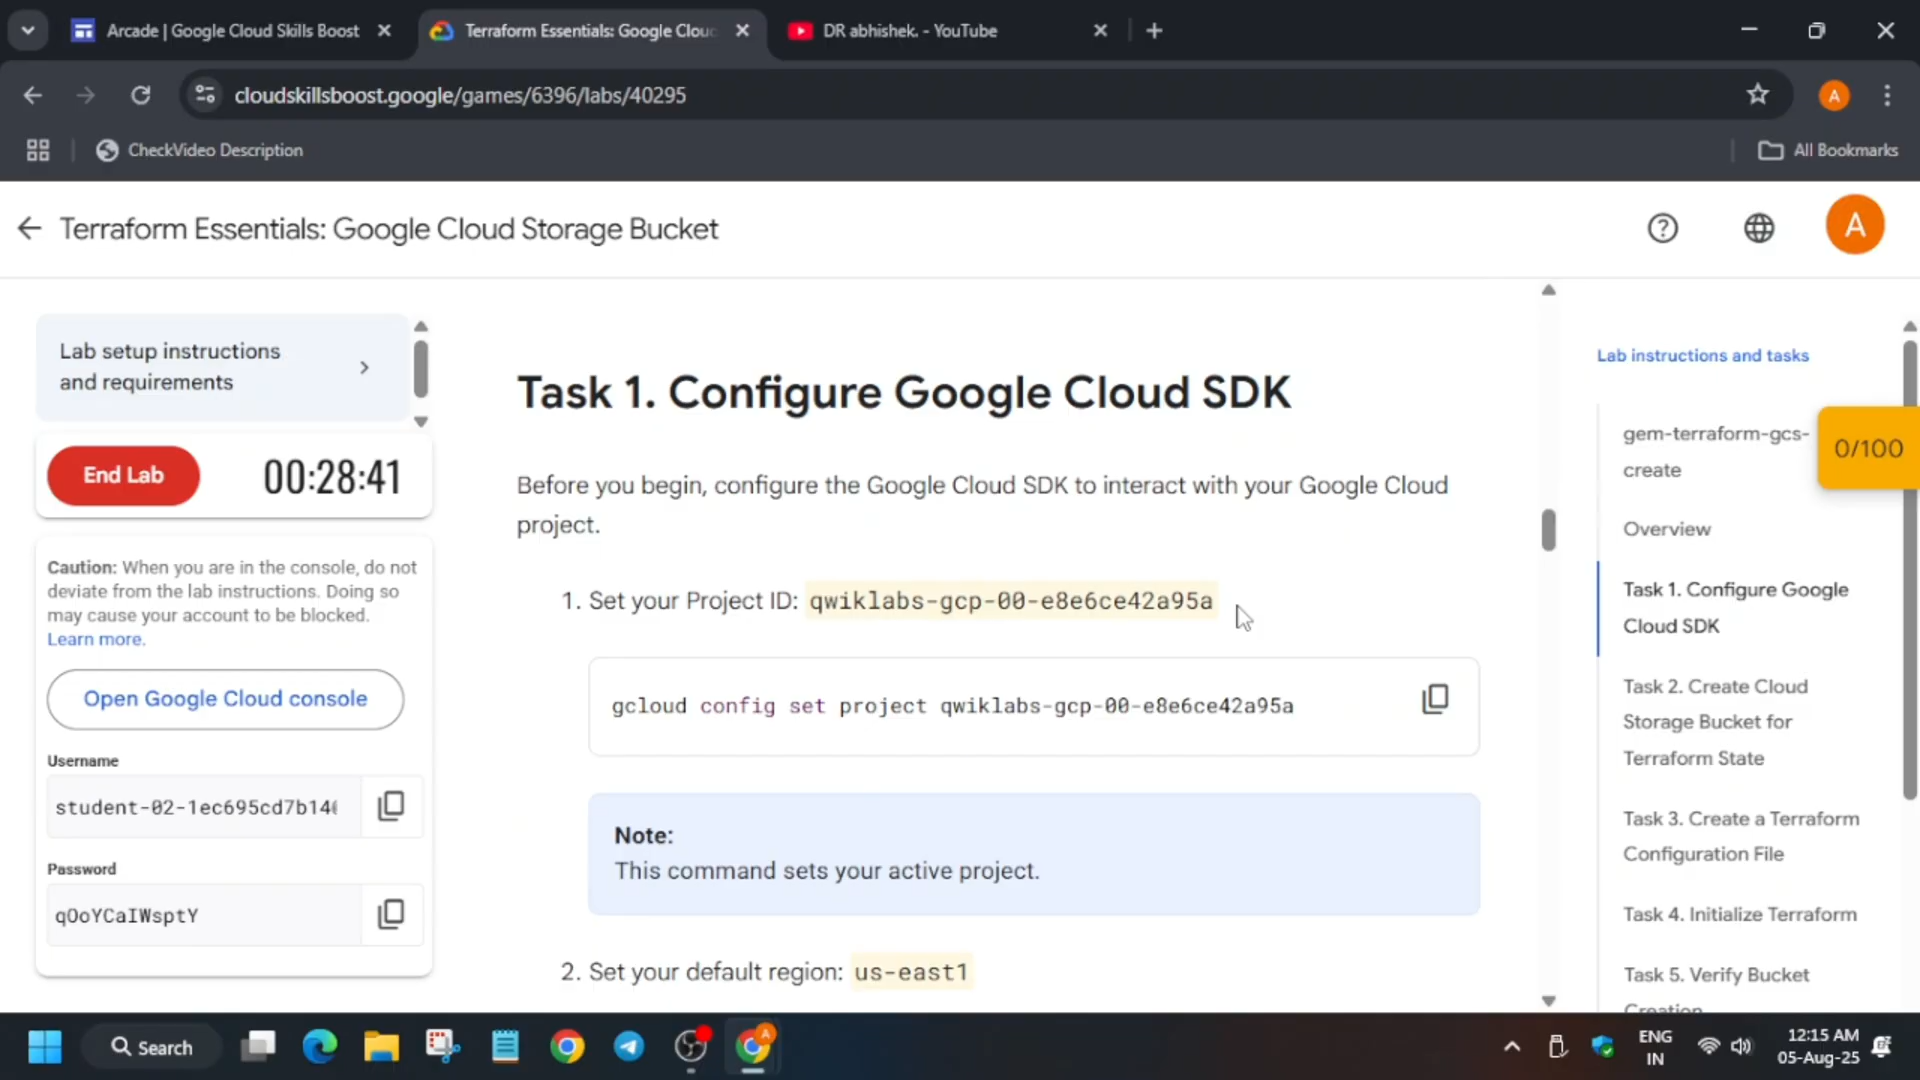 Arcade | Google Cloud Skills Boost
Terraform Essentials: Google Clou
DR abhishek. - YouTube
cloudskillsboost.google/games/6396/labs/40295
A
CheckVideo Description
All Bookmarks
Terraform Essentials: Google Cloud Storage Bucket
A
Lab setup instructions
and requirements
End Lab
00:28:41
Caution: When you are in the console, do not
deviate from the lab instructions. Doing so
may cause your account to be blocked.
Learn more.
Open Google Cloud console
Username
student-02-1ec695cd7b14
Password
qOoYCaIWsptY
Task 1. Configure Google Cloud SDK
Before you begin, configure the Google Cloud SDK to interact with your Google Cloud
project.
1. Set your Project ID: qwiklabs-gcp-00-e8e6ce42a95a
gcloud config set project qwiklabs-gcp-00-e8e6ce42a95a
Note:
This command sets your active project.
2. Set your default region: us-east1
Lab instructions and tasks
gem-terraform-gcs-
create
0/100
Overview
Task 1. Configure Google
Cloud SDK
Task 2. Create Cloud
Storage Bucket for
Terraform State
Task 3. Create a Terraform
Configuration File
Task 4. Initialize Terraform
Task 5. Verify Bucket
Creation
Search
A
ENG
IN
12:15 AM
05-Aug-25